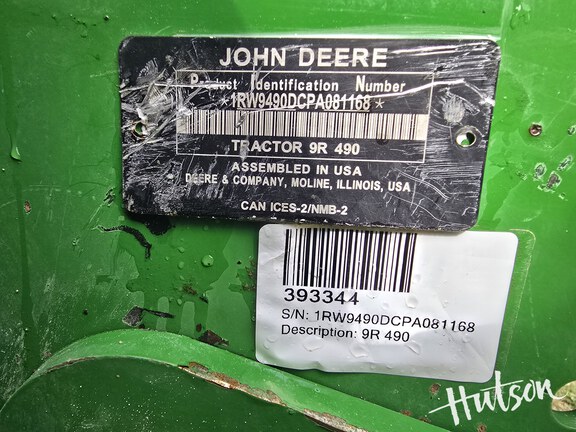 JOHN DEERE
Product Identification Number
*1RW9490DCPA081168*
TRACTOR 9R 490
ASSEMBLED IN USA
DEERE & COMPANY, MOLINE, ILLINOIS, USA
CAN ICES-2/NMB-2
393344
S/N: 1RW9490DCPA081168
Description: 9R 490
Hutson